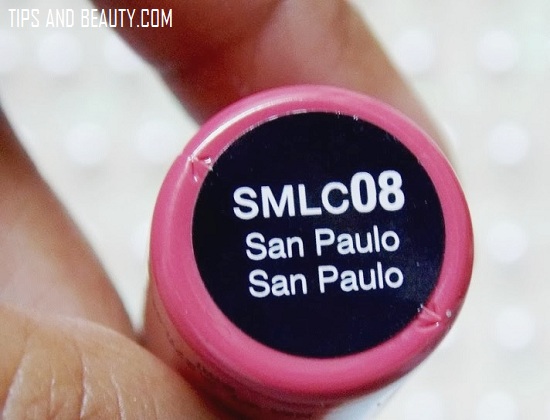 TIPS AND BEAUTY.COM
SMLC08
San Paulo
San Paulo